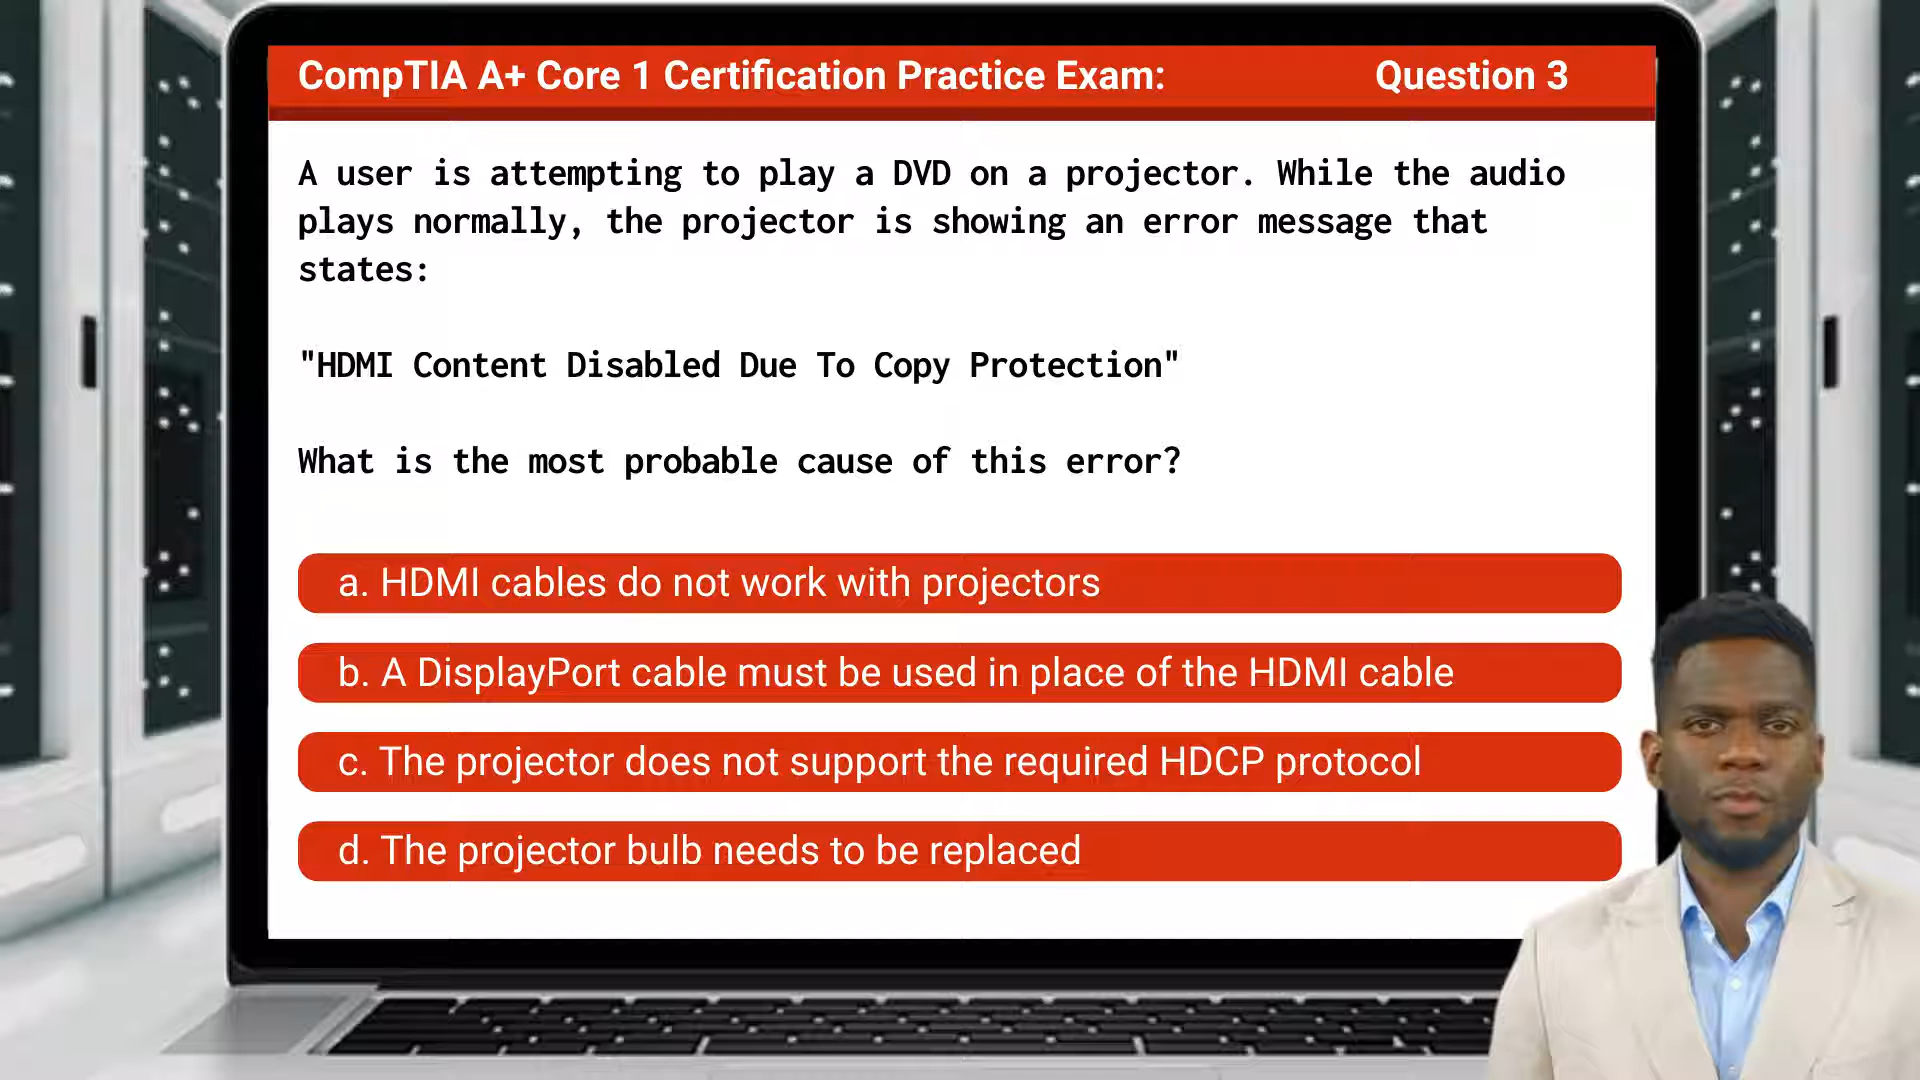 CompTIA A+ Core 1 Certification Practice Exam: Question 3
A user is attempting to play a DVD on a projector. While the audio
plays normally, the projector is showing an error message that
states:
"HDMI Content Disabled Due To Copy Protection"
What is the most probable cause of this error?
a. HDMI cables do not work with projectors
b. A DisplayPort cable must be used in place of the HDMI cable
c. The projector does not support the required HDCP protocol
d. The projector bulb needs to be replaced